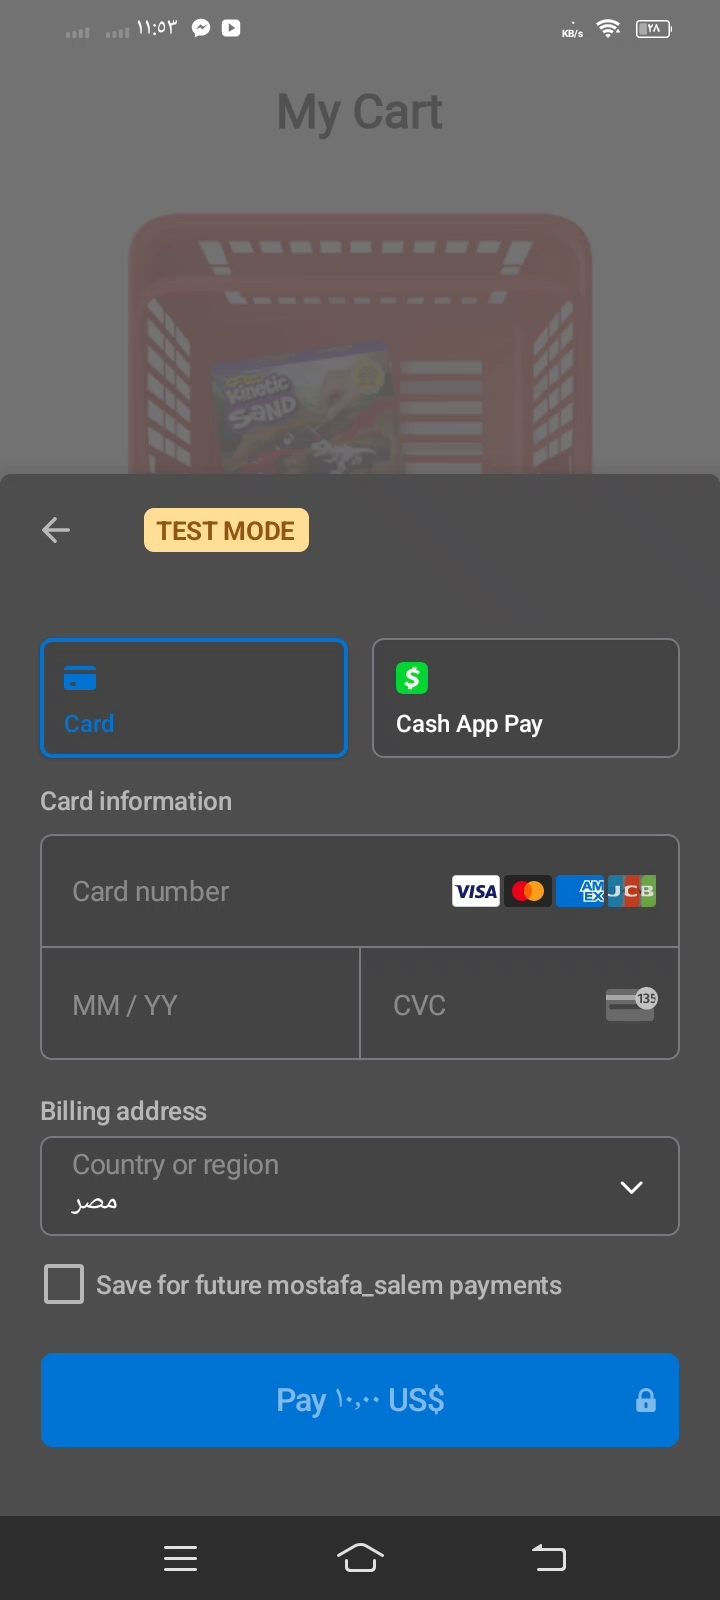 ١١:٥٣
KB/s
٢٨
My Cart
Kinetic
SAND
TEST MODE
Card
Cash App Pay
Card information
Card number
VISA
AM
EX
JCB
MM / YY
CVC
135
Billing address
Country or region
مصر
Save for future mostafa_salem payments
Pay ١٠,٠٠ US$